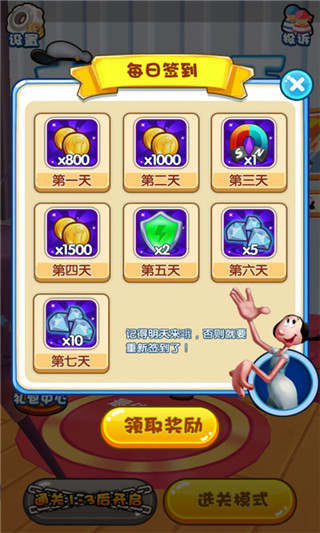 设置
投诉
每日签到
x800
x1000
S N
x1
第一天
第二天
第三天
x1500
x2
x5
第四天
第五天
第六天
x10
第七天
记得明天来啦，否则就要
重新签到了！
礼包中心
领取奖励
通关1-3后开启
选关模式